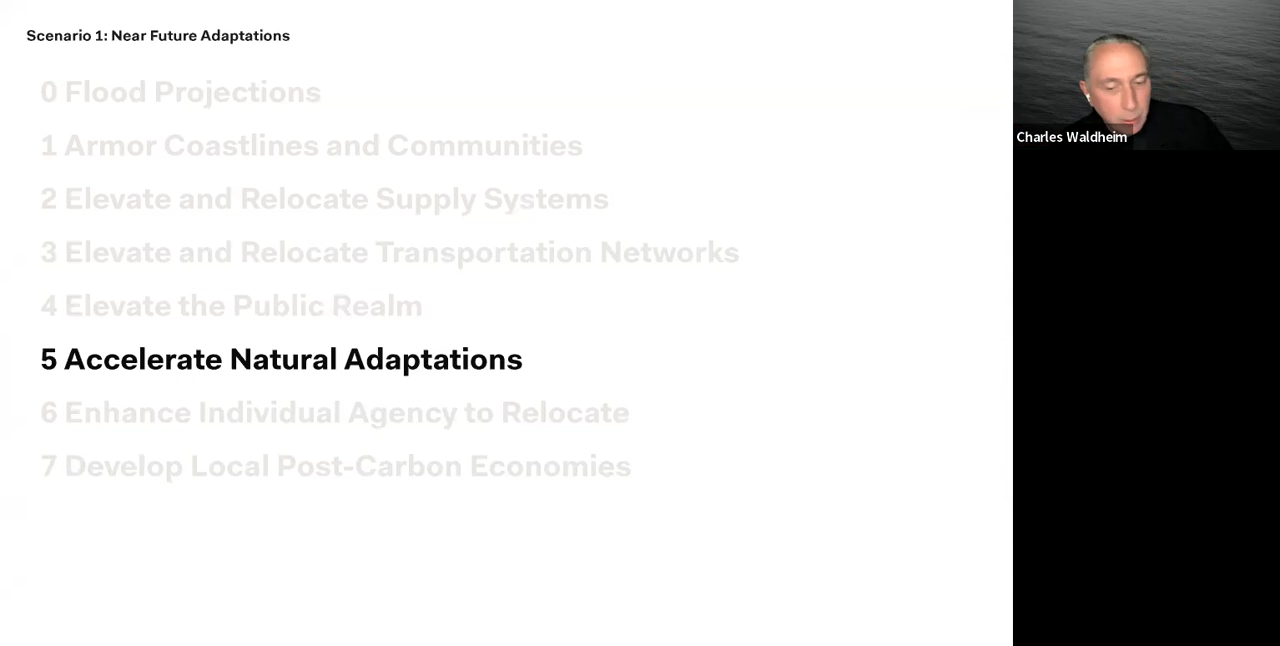 Scenario 1: Near Future Adaptations
0 Flood Projections
1 Armor Coastlines and Communities
2 Elevate and Relocate Supply Systems
3 Elevate and Relocate Transportation Networks
4 Elevate the Public Realm
5 Accelerate Natural Adaptations
6 Enhance Individual Agency to Relocate
7 Develop Local Post-Carbon Economies
Charles Waldheim